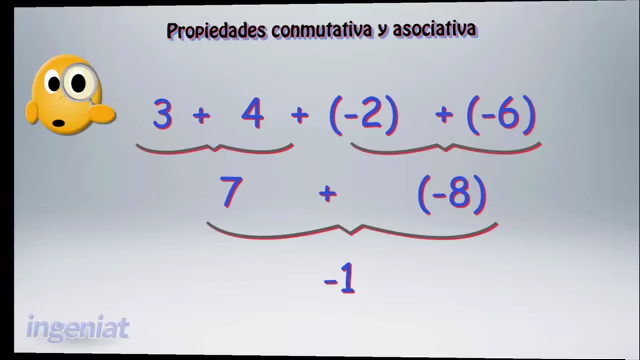 Propiedades conmutativa y asociativa
3 + 4 + (-2) + (-6)
7 + (-8)
-1
ingeniat